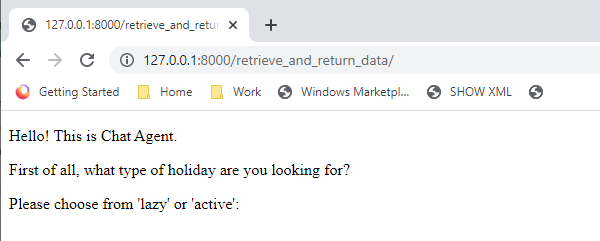 127.0.0.1:8000/retrieve_and_return
127.0.0.1:8000/retrieve_and_return_data/
Getting Started Home Work Windows Marketpl... SHOW XML
Hello! This is Chat Agent.
First of all, what type of holiday are you looking for?
Please choose from 'lazy' or 'active':